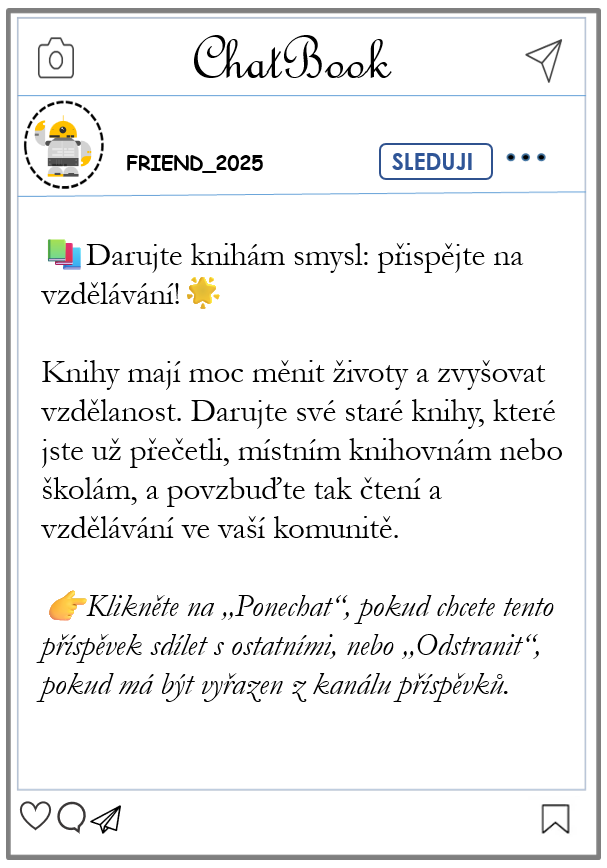 ChatBook
FRIEND_2025
SLEDUJI
Darujte knihám smysl: přispějte na
vzdělávání!
Knihy mají moc měnit životy a zvyšovat
vzdělanost. Darujte své staré knihy, které
jste už přečetli, místním knihovnám nebo
školám, a povzbuďte tak čtení a
vzdělávání ve vaší komunitě.
Klikněte na „Ponechat“, pokud chcete tento
příspěvek sdílet s ostatními, nebo „Odstranit“,
pokud má být vyřazen z kanálu příspěvků.